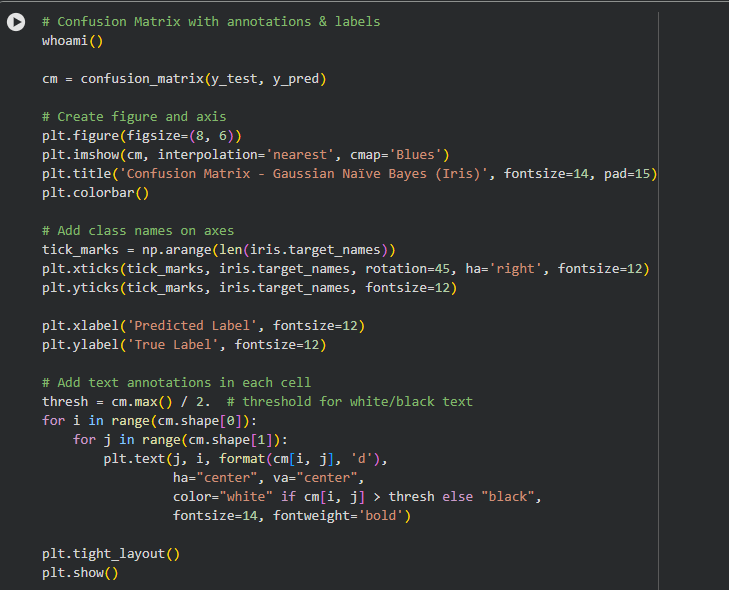 # Confusion Matrix with annotations & labels
whoami()
cm = confusion_matrix(y_test, y_pred)
# Create figure and axis
plt.figure(figsize=(8, 6))
plt.imshow(cm, interpolation='nearest', cmap='Blues')
plt.title('Confusion Matrix - Gaussian Naïve Bayes (Iris)', fontsize=14, pad=15)
plt.colorbar()
# Add class names on axes
tick_marks = np.arange(len(iris.target_names))
plt.xticks(tick_marks, iris.target_names, rotation=45, ha='right', fontsize=12)
plt.yticks(tick_marks, iris.target_names, fontsize=12)
plt.xlabel('Predicted Label', fontsize=12)
plt.ylabel('True Label', fontsize=12)
# Add text annotations in each cell
thresh = cm.max() / 2.  # threshold for white/black text
for i in range(cm.shape[0]):
    for j in range(cm.shape[1]):
        plt.text(j, i, format(cm[i, j], 'd'),
                 ha="center", va="center",
                 color="white" if cm[i, j] > thresh else "black",
                 fontsize=14, fontweight='bold')
plt.tight_layout()
plt.show()